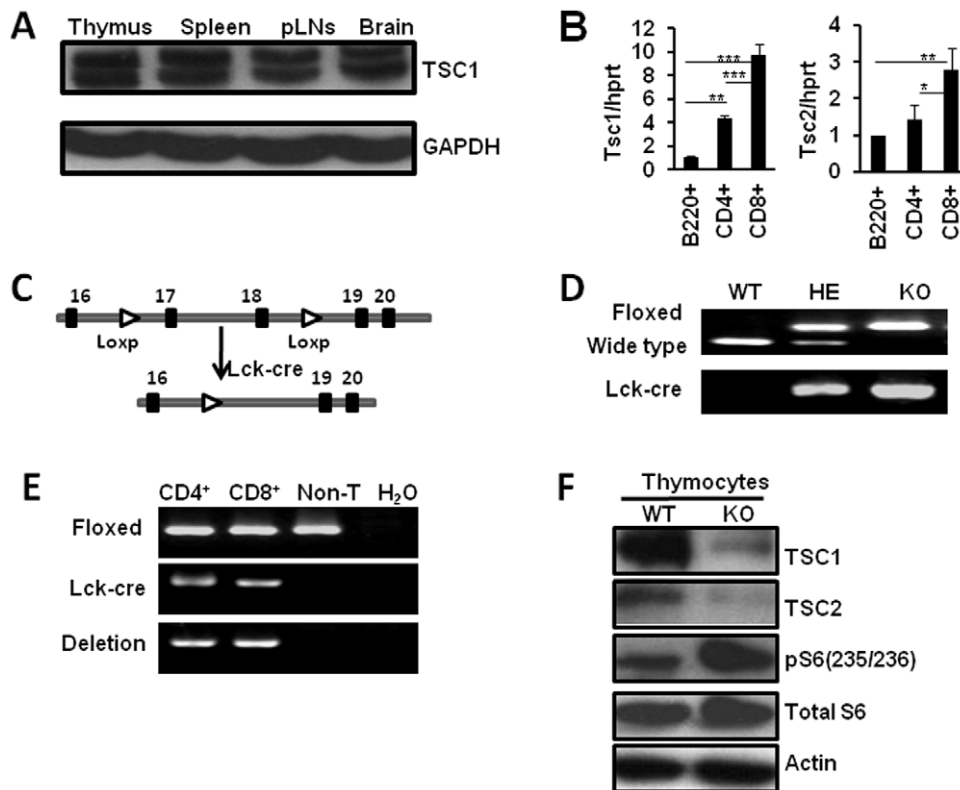 A
Thymus Spleen pLNs Brain
TSC1
GAPDH
B
Tsc1/hprt
12
10
8
6
4
2
0
***
***
**
B220+
CD4+
CD8+
Tsc2/hprt
4
3
2
1
0
**
*
B220+
CD4+
CD8+
C
16 17 18 19 20
Loxp Loxp
Lck-cre
16 19 20
D
WT HE KO
Floxed
Wide type
Lck-cre
E
CD4⁺ CD8⁺ Non-T H₂O
Floxed
Lck-cre
Deletion
F
Thymocytes
WT KO
TSC1
TSC2
pS6(235/236)
Total S6
Actin